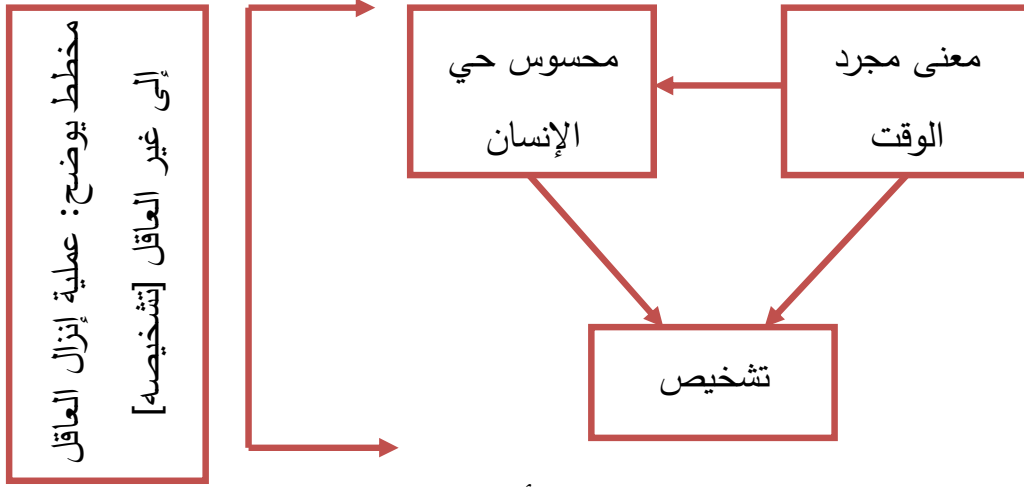 معنى مجرد
الوقت
محسوس حي
الإنسان
تشخيص
مخطط يوضح: عملية إنزال العاقل
إلى غير العاقل [تشخيصه]